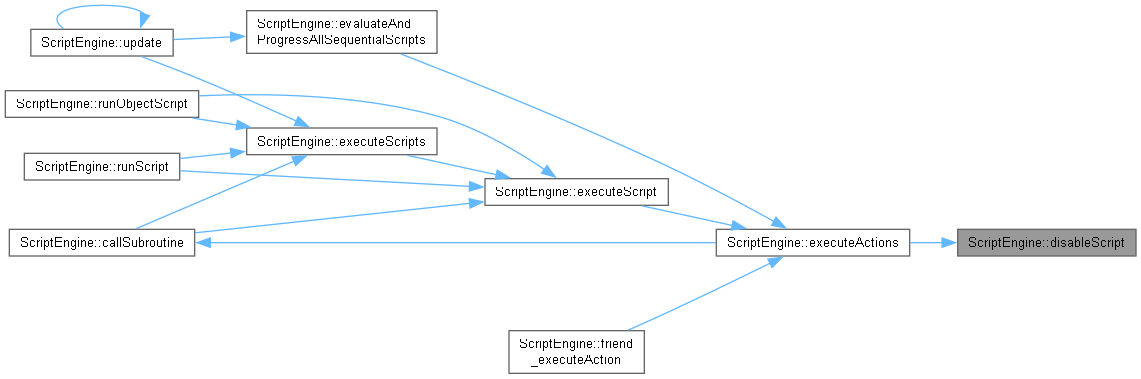 ScriptEngine::update
ScriptEngine::evaluateAnd
ProgressAllSequentialScripts
ScriptEngine::runObjectScript
ScriptEngine::executeScripts
ScriptEngine::runScript
ScriptEngine::executeScript
ScriptEngine::callSubroutine
ScriptEngine::executeActions
ScriptEngine::disableScript
ScriptEngine::friend
_executeAction